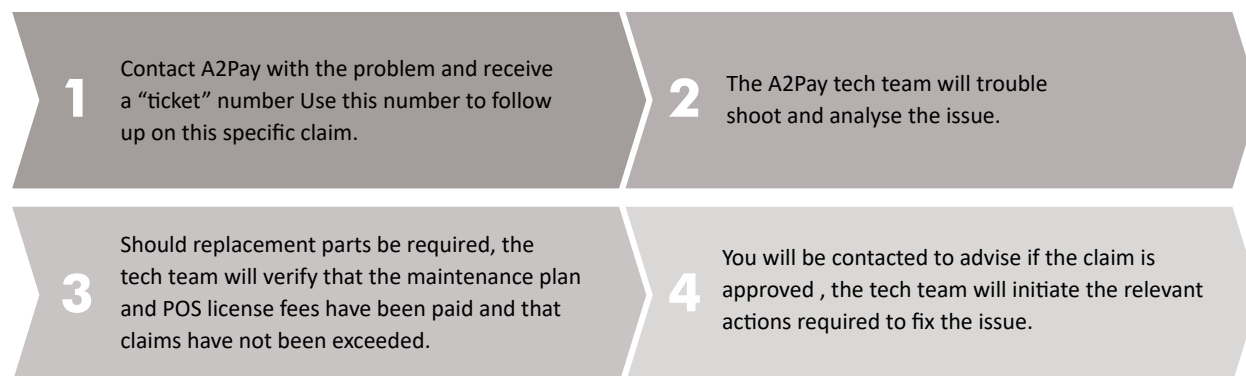 1
Contact A2Pay with the problem and receive
a “ticket” number Use this number to follow
up on this specific claim.
2
The A2Pay tech team will trouble
shoot and analyse the issue.
3
Should replacement parts be required, the
tech team will verify that the maintenance plan
and POS license fees have been paid and that
claims have not been exceeded.
4
You will be contacted to advise if the claim is
approved , the tech team will initiate the relevant
actions required to fix the issue.